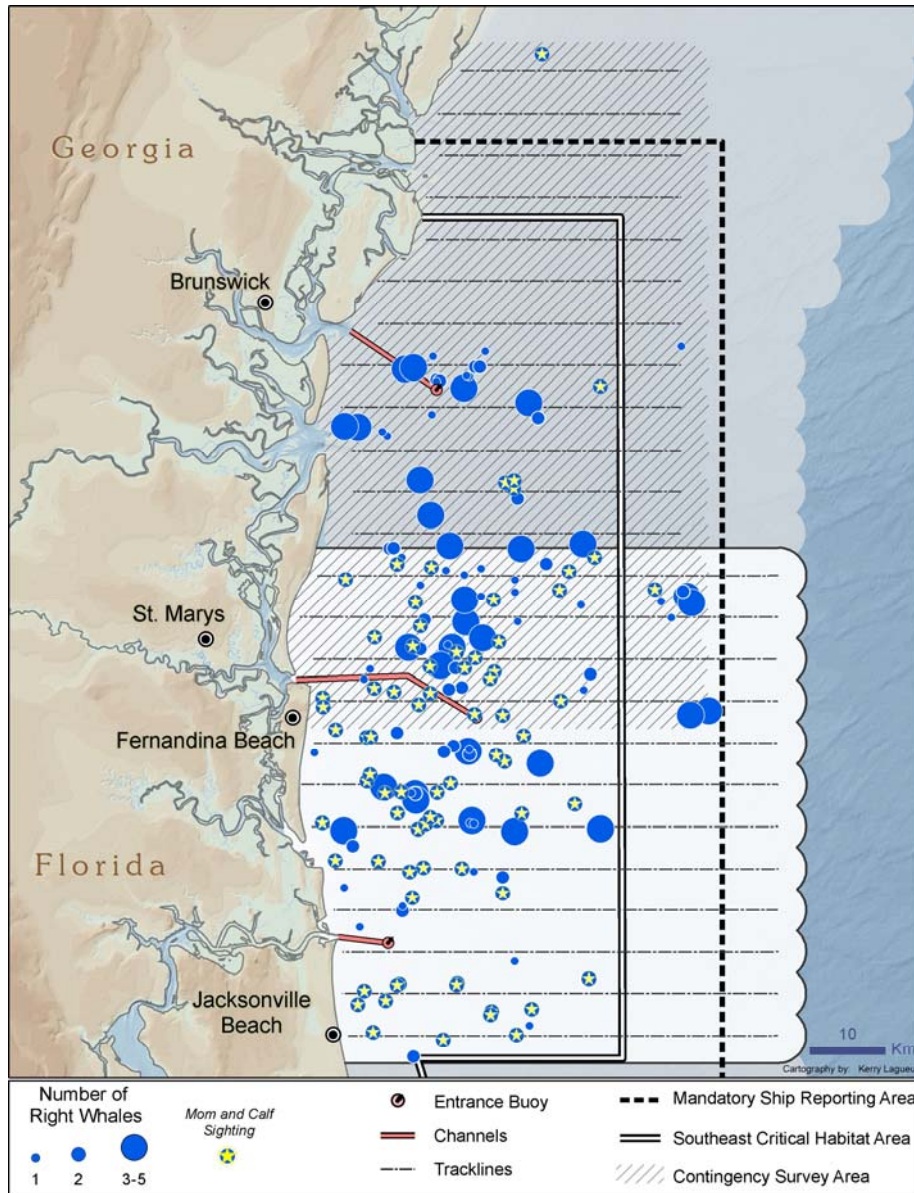 Georgia
Brunswick
St. Marys
Fernandina Beach
Florida
Jacksonville
Beach
10
Km
Cartography by: Kerry Lagueu
Number of
Right Whales
1
2
3-5
Mom and Calf
Sighting
Entrance Buoy
Channels
Tracklines
Mandatory Ship Reporting Area
Southeast Critical Habitat Area
Contingency Survey Area